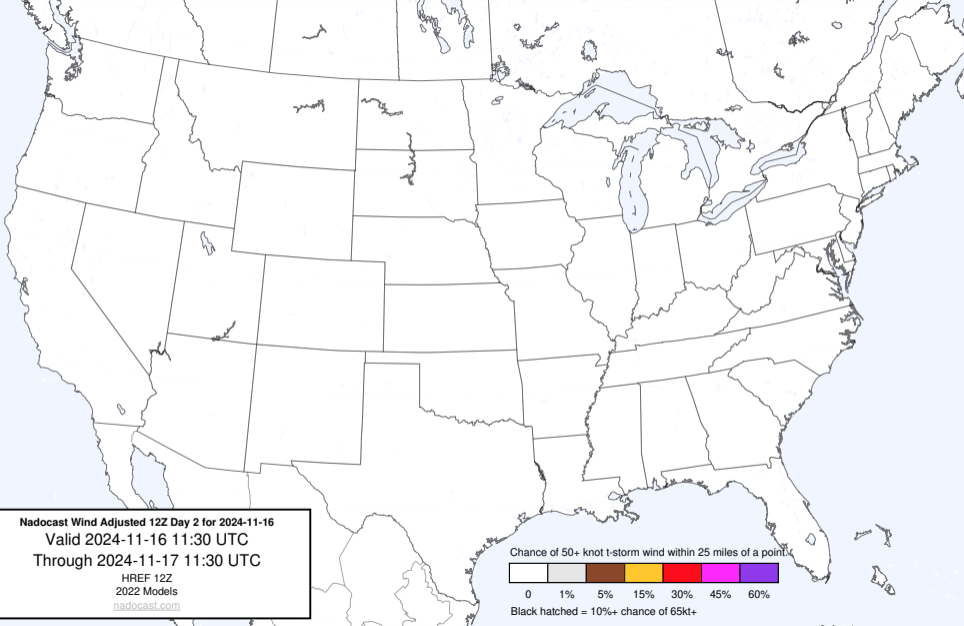 Nadocast Wind Adjusted 12Z Day 2 for 2024-11-16
Valid 2024-11-16 11:30 UTC
Through 2024-11-17 11:30 UTC
HREF 12Z
2022 Models
nadocast.com
Chance of 50+ knot t-storm wind within 25 miles of a point.
0 1% 5% 15% 30% 45% 60%
Black hatched = 10%+ chance of 65kt+